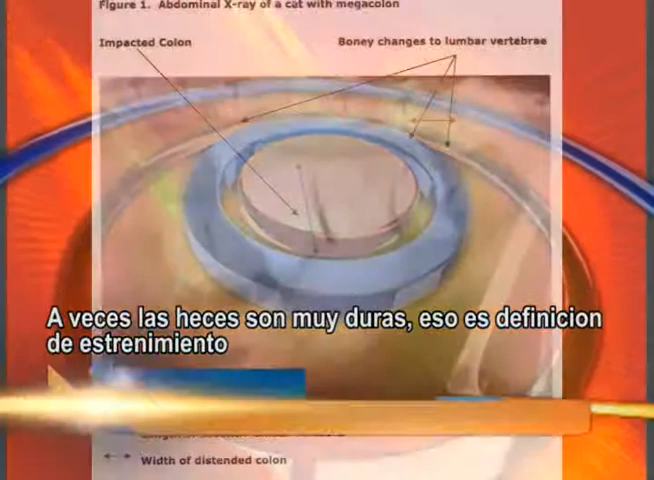 Figure 1. Abdominal X-ray of a cat with megacolon
Impacted Colon
Boney changes to lumbar vertebrae
A veces las heces son muy duras, eso es definicion
de estrenimiento
Width of distended colon